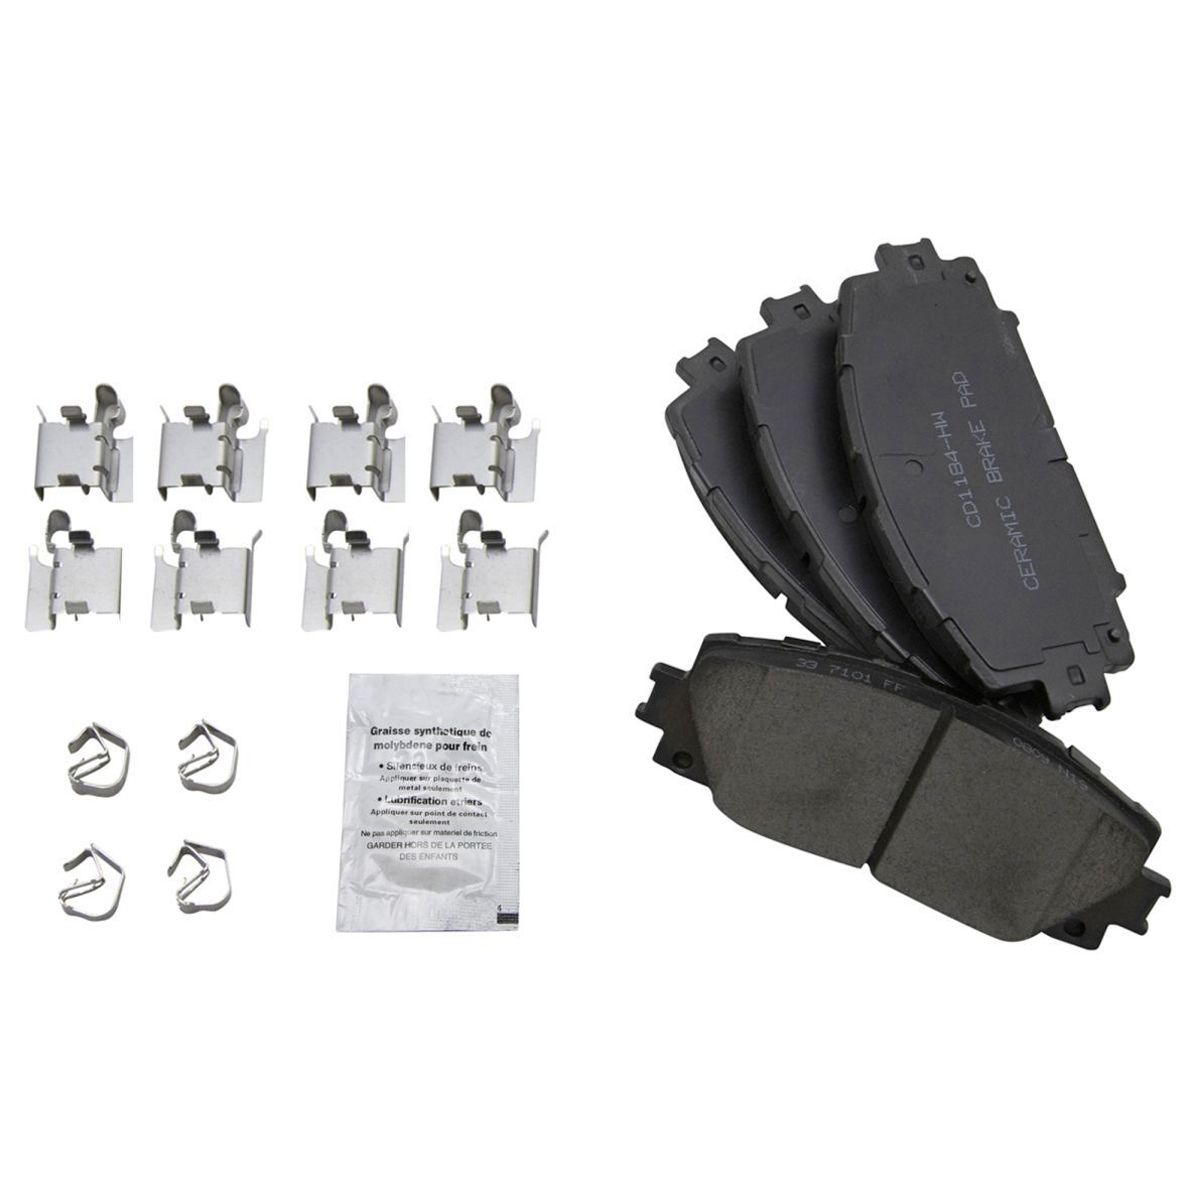 CD1184-HW
CERAMIC BRAKE PAD
33 7101 FF
Graisse synthetique de
molybdene pour frein
• Silencieux de freins
Appliquer sur plaquette de
metal seulement
• Lubrification etriers
Appliquer sur point de contact
seulement
Ne pas appliquer sur materiel de friction
GARDER HORS DE LA PORTEE
DES ENFANTS
4